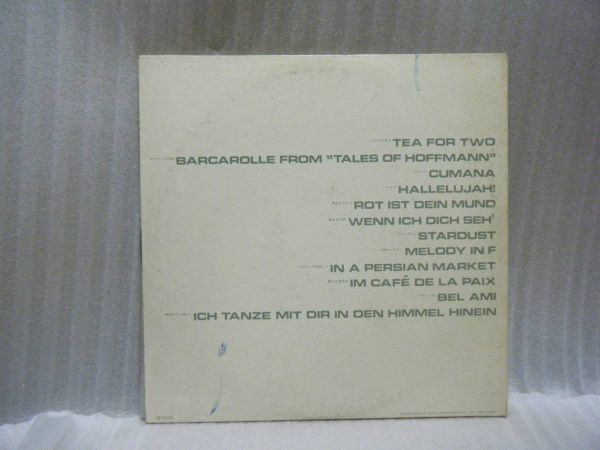 TEA FOR TWO
BARCAROLLE FROM "TALES OF HOFFMANN"
CUMANA
HALLELUJAH!
ROT IST DEIN MUND
WENN ICH DICH SEH'
STARDUST
MELODY IN F
IN A PERSIAN MARKET
IM CAFÉ DE LA PAIX
BEL AMI
ICH TANZE MIT DIR IN DEN HIMMEL HINEIN